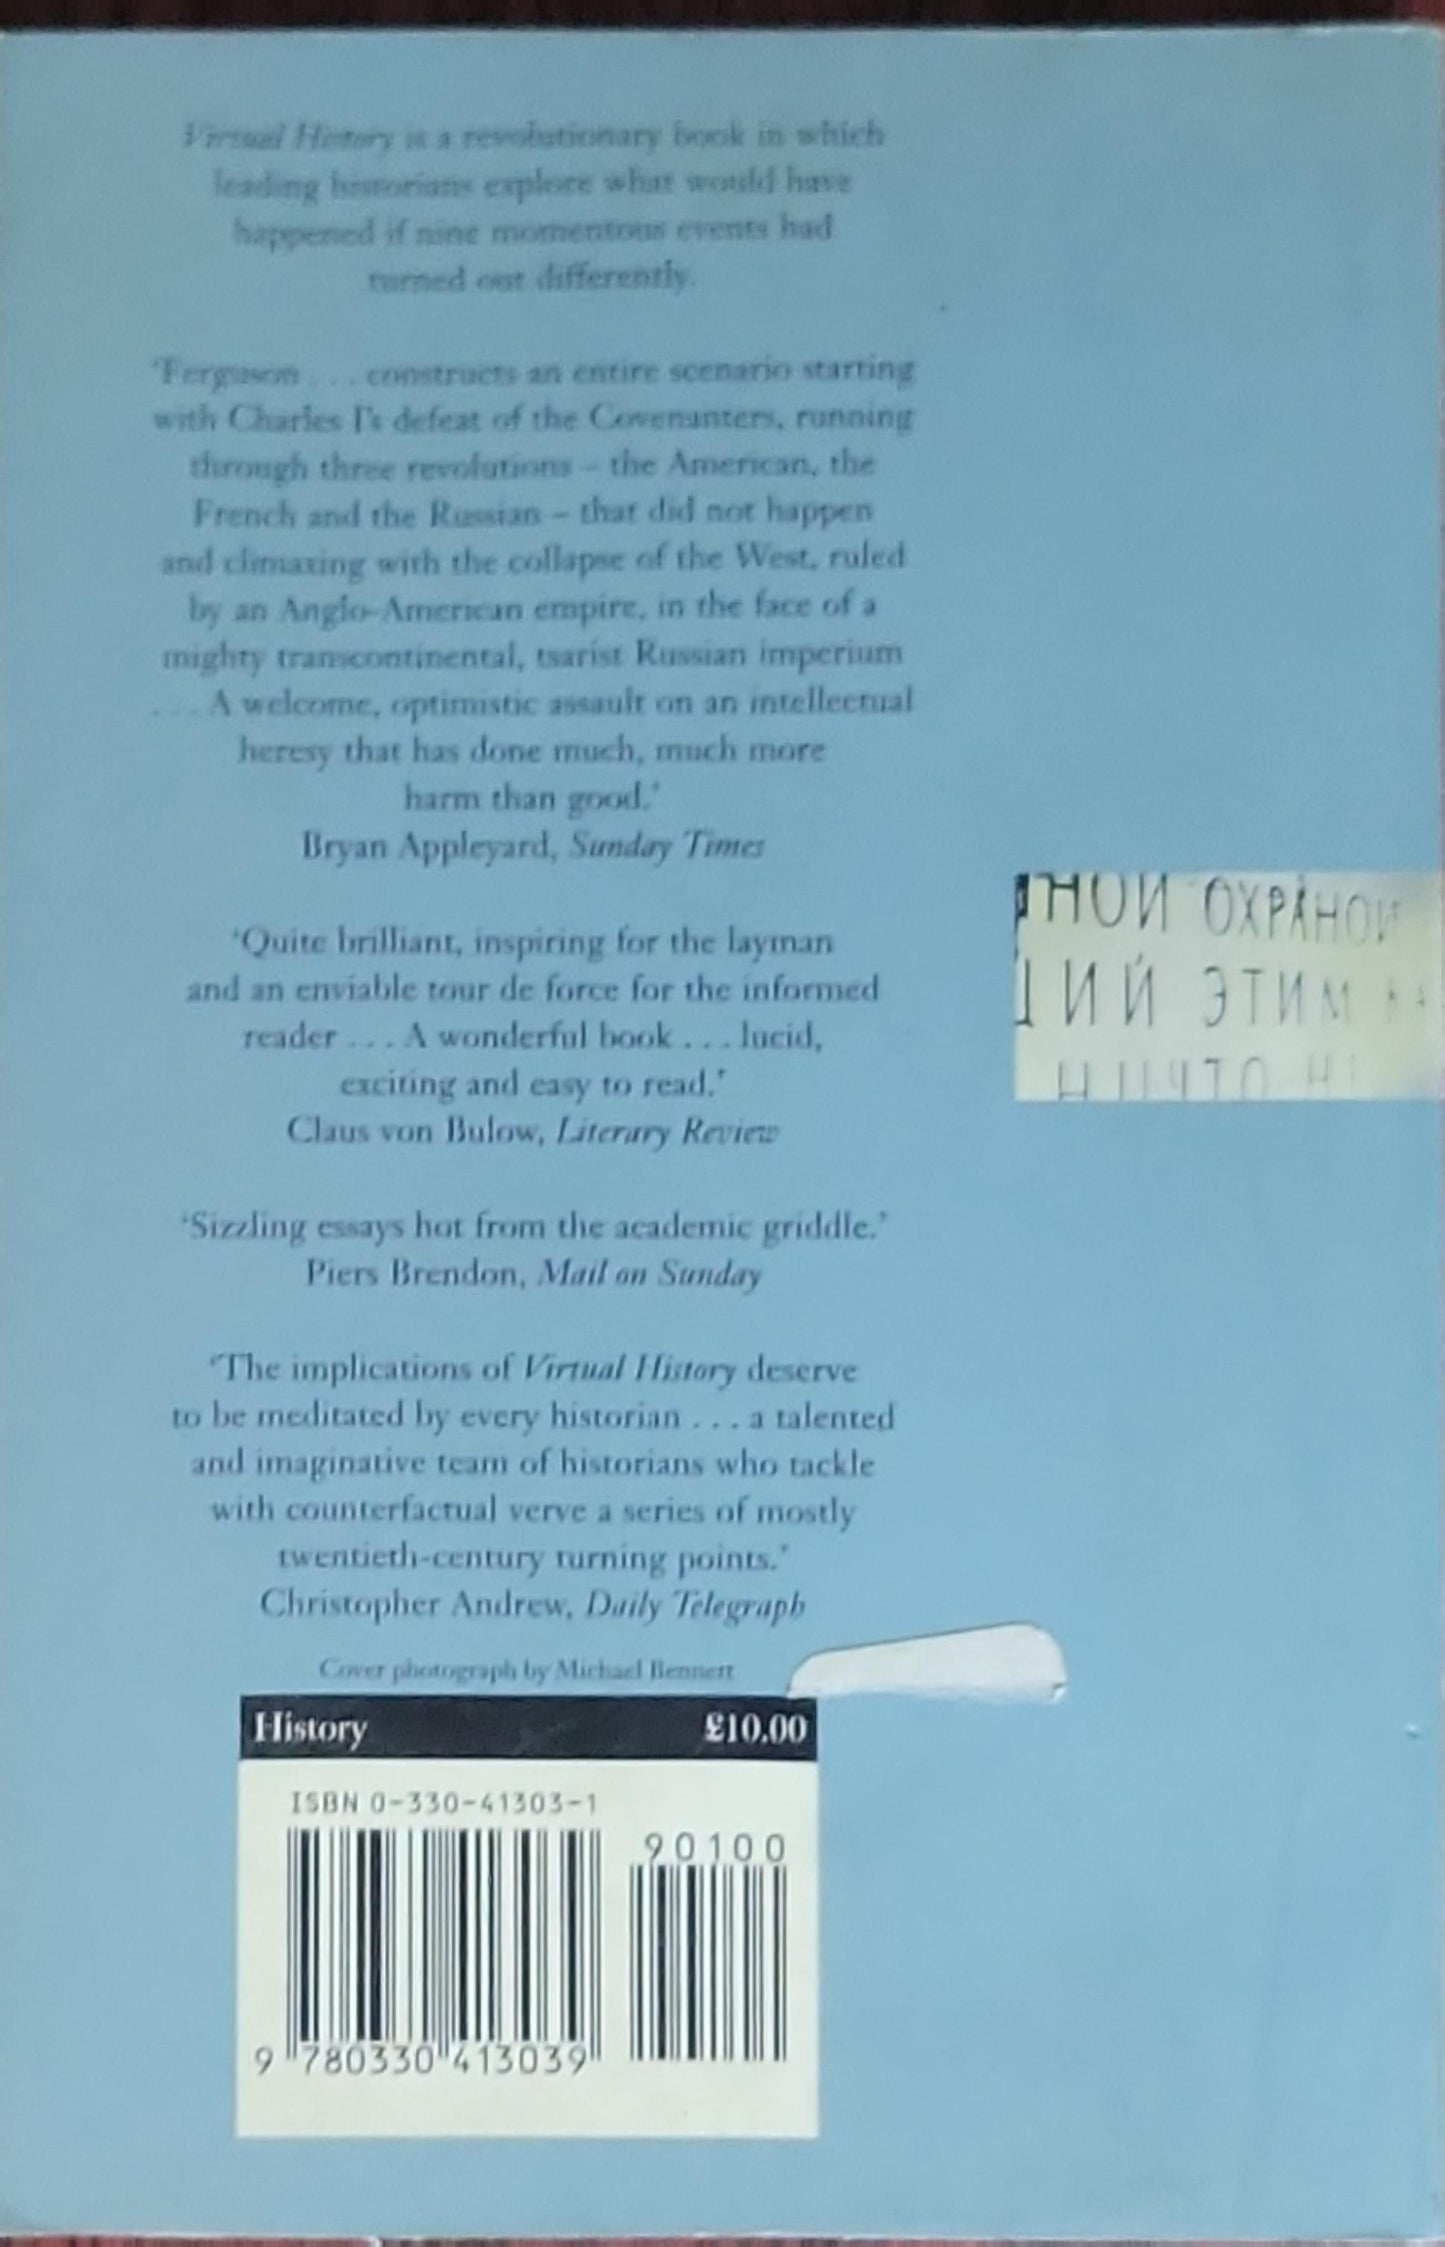 Virtual History is a revolutionary book in which
leading historians explore what would have
happened if nine momentous events had
turned out differently.
'Ferguson . . . constructs an entire scenario starting
with Charles I's defeat of the Covenanters, running
through three revolutions – the American, the
French and the Russian – that did not happen
and climaxing with the collapse of the West, ruled
by an Anglo-American empire, in the face of a
mighty transcontinental, tsarist Russian imperium
. . . A welcome, optimistic assault on an intellectual
heresy that has done much, much more
harm than good.'
Bryan Appleyard, Sunday Times
'Quite brilliant, inspiring for the layman
and an enviable tour de force for the informed
reader . . . A wonderful book . . . lucid,
exciting and easy to read.'
Claus von Bulow, Literary Review
НОЙ ОХРАНОЙ
ЦИЙ ЭТИМ
НИЧТО
'Sizzling essays hot from the academic griddle.'
Piers Brendon, Mail on Sunday
'The implications of Virtual History deserve
to be meditated by every historian . . . a talented
and imaginative team of historians who tackle
with counterfactual verve a series of mostly
twentieth-century turning points.'
Christopher Andrew, Daily Telegraph
Cover photograph by Michael Bennett
History £10.00
ISBN 0-330-41303-1
90100
9 780330 413039